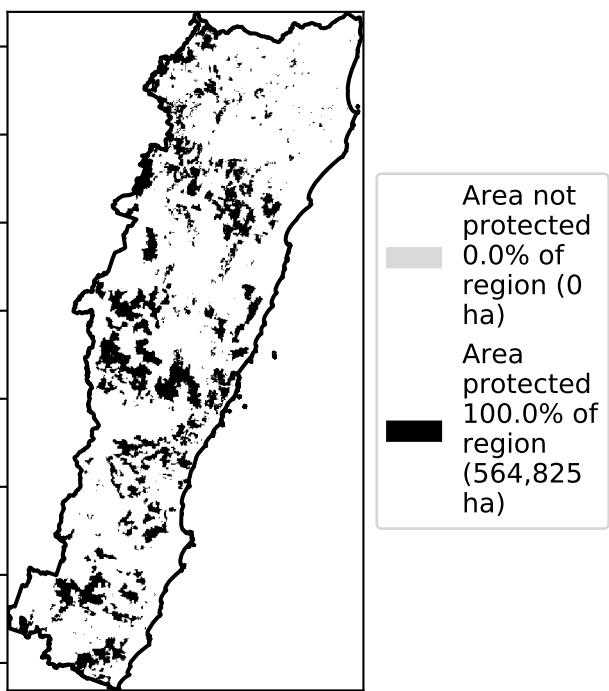 Area not
protected
0.0% of
region (0
ha)
Area
protected
100.0% of
region
(564,825
ha)